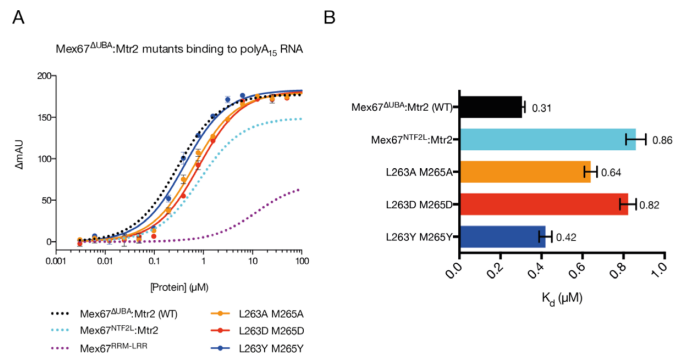 A
Mex67ΔUBA:Mtr2 mutants binding to polyA15 RNA
200
150
100
50
0
ΔmAU
0.001
0.01
0.1
1
10
100
[Protein] (μM)
Mex67ΔUBA:Mtr2 (WT)
Mex67NTF2L:Mtr2
Mex67RRM-LRR
L263A M265A
L263D M265D
L263Y M265Y
B
Mex67ΔUBA:Mtr2 (WT)
0.31
Mex67NTF2L:Mtr2
0.86
L263A M265A
0.64
L263D M265D
0.82
L263Y M265Y
0.42
0.0
0.2
0.4
0.6
0.8
1.0
Kd (μM)